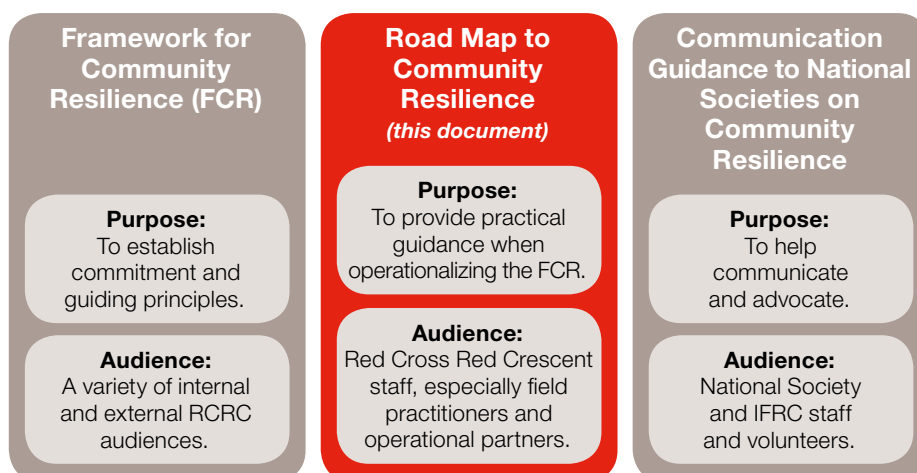 Framework for
Community
Resilience (FCR)
Purpose:
To establish
commitment and
guiding principles.
Audience:
A variety of internal
and external RCRC
audiences.
Road Map to
Community
Resilience
(this document)
Purpose:
To provide practical
guidance when
operationalizing the FCR.
Audience:
Red Cross Red Crescent
staff, especially field
practitioners and
operational partners.
Communication
Guidance to National
Societies on
Community
Resilience
Purpose:
To help
communicate
and advocate.
Audience:
National Society
and IFRC staff
and volunteers.